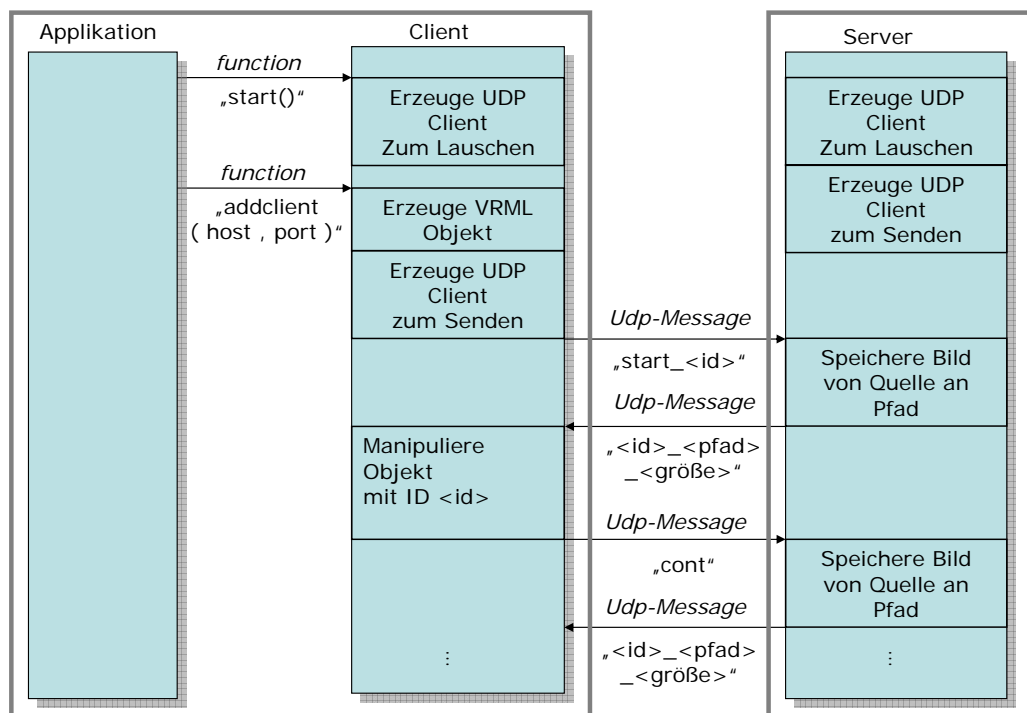 Applikation
Client
Server
function
„start()“
Erzeuge UDP
Client
Zum Lauschen
Erzeuge UDP
Client
Zum Lauschen
function
„addclient
( host , port )“
Erzeuge VRML
Objekt
Erzeuge UDP
Client
zum Senden
Erzeuge UDP
Client
zum Senden
Udp-Message
„start_<id>“
Speichere Bild
von Quelle an
Pfad
Udp-Message
„<id>_<pfad>
_<größe>“
Manipuliere
Objekt
mit ID <id>
Udp-Message
„cont“
Speichere Bild
von Quelle an
Pfad
Udp-Message
„<id>_<pfad>
_<größe>“
...
...